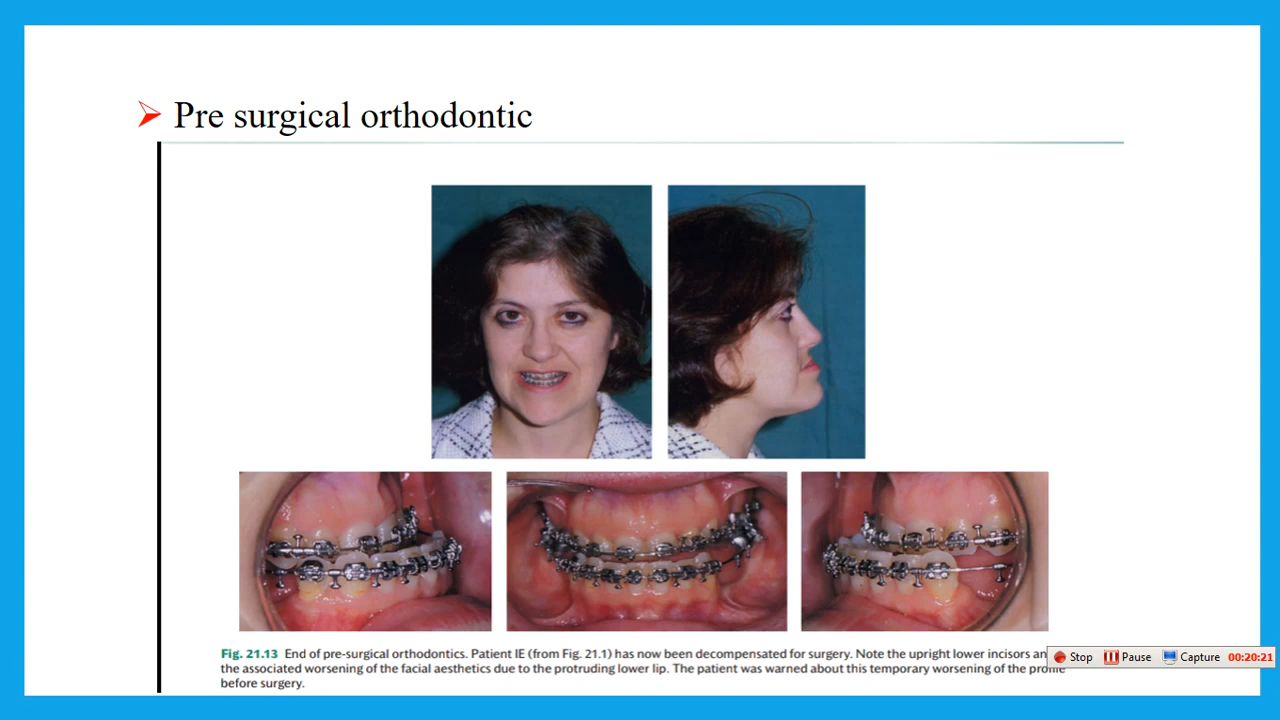 Pre surgical orthodontic
Fig. 21.13 End of pre-surgical orthodontics. Patient IE (from Fig. 21.1) has now been decompensated for surgery. Note the upright lower incisors an
the associated worsening of the facial aesthetics due to the protruding lower lip. The patient was warned about this temporary worsening of the profile
before surgery.
Stop Pause Capture 00:20:21